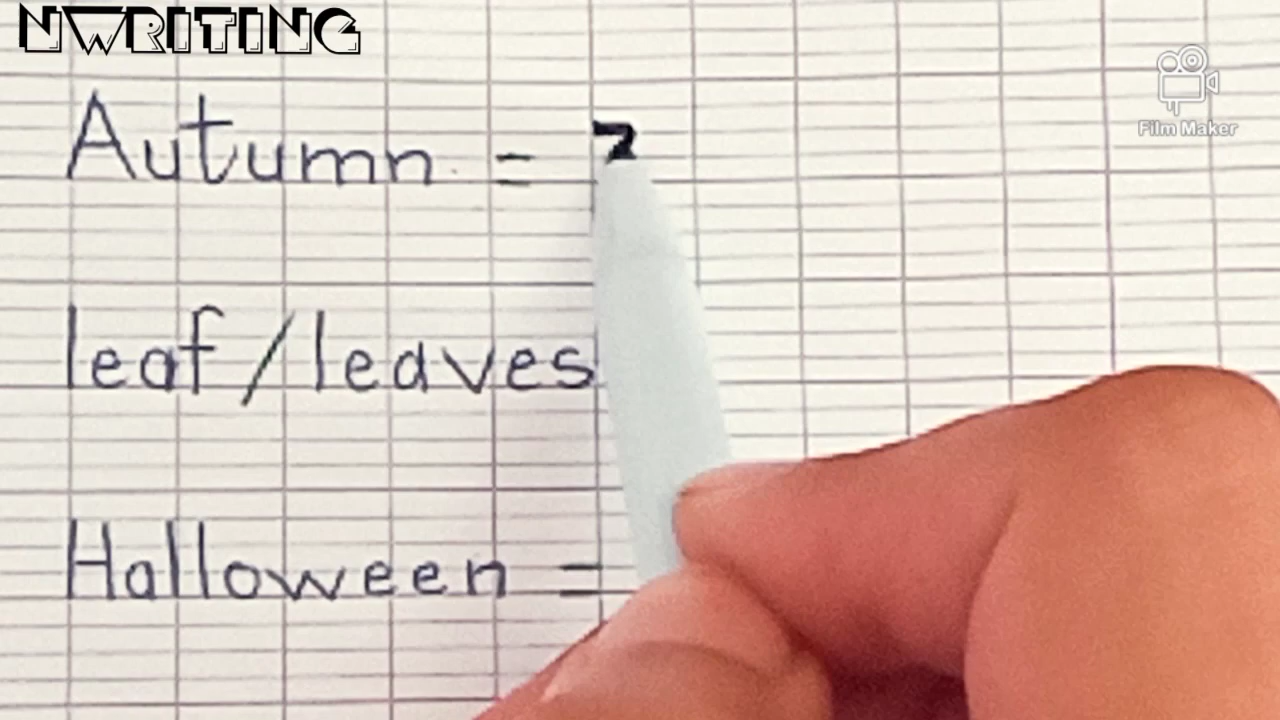 NWRITING
Film Maker
Autumn =
leaf/leaves
Halloween =